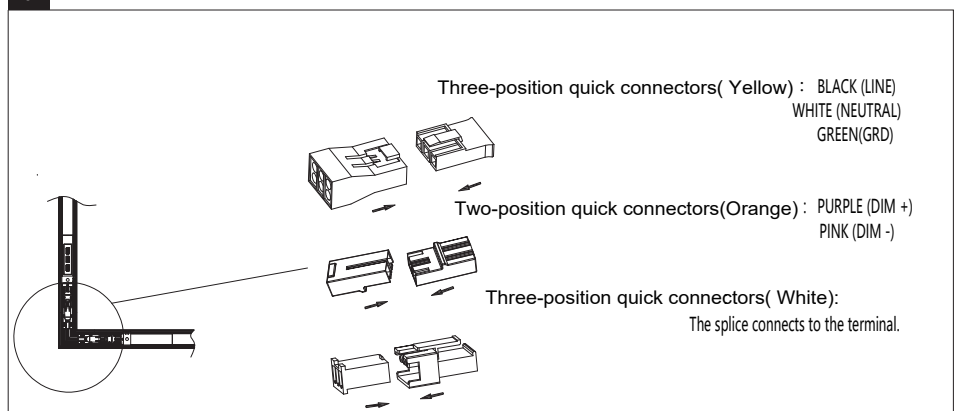 Three-position quick connectors( Yellow) : BLACK (LINE)
WHITE (NEUTRAL)
GREEN(GRD)
Two-position quick connectors(Orange) : PURPLE (DIM +)
PINK (DIM -)
Three-position quick connectors( White):
The splice connects to the terminal.